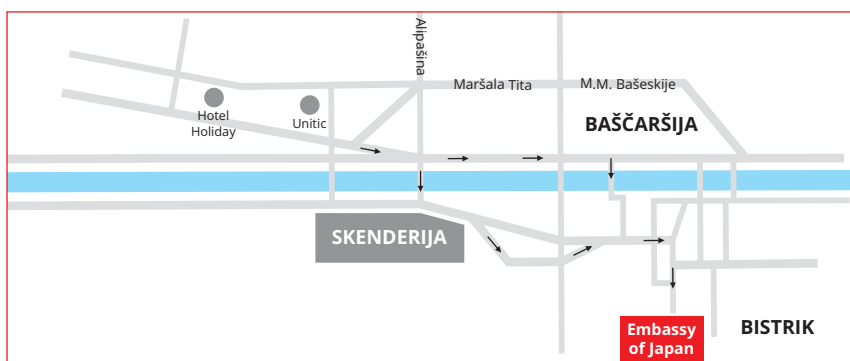 Alipašina
Maršala Tita
M.M. Bašeskije
Hotel
Holiday
Unitic
BAŠČARŠIJA
SKENDERIJA
Embassy
of Japan
BISTRIK